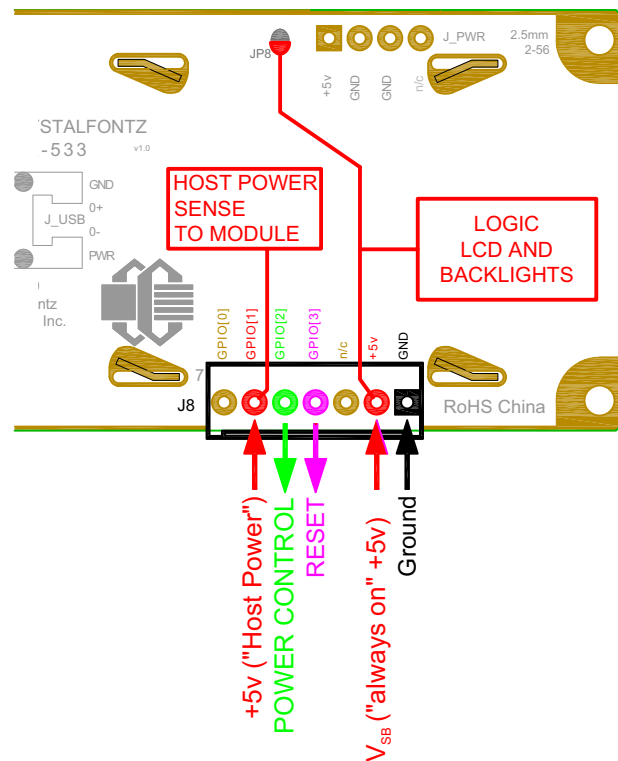 JP8
J_PWR
2.5mm
2-56
+5v
GND
GND
n/c
STALFONTZ
-533
v1.0
GND
0+
J_USB
0-
PWR
ntz
Inc.
HOST POWER
SENSE
TO MODULE
LOGIC
LCD AND
BACKLIGHTS
GPIO[0]
GPIO[1]
GPIO[2]
GPIO[3]
n/c
+5v
GND
7
J8
RoHS China
+5v ("Host Power")
POWER CONTROL
RESET
VSB ("always on" +5v)
Ground